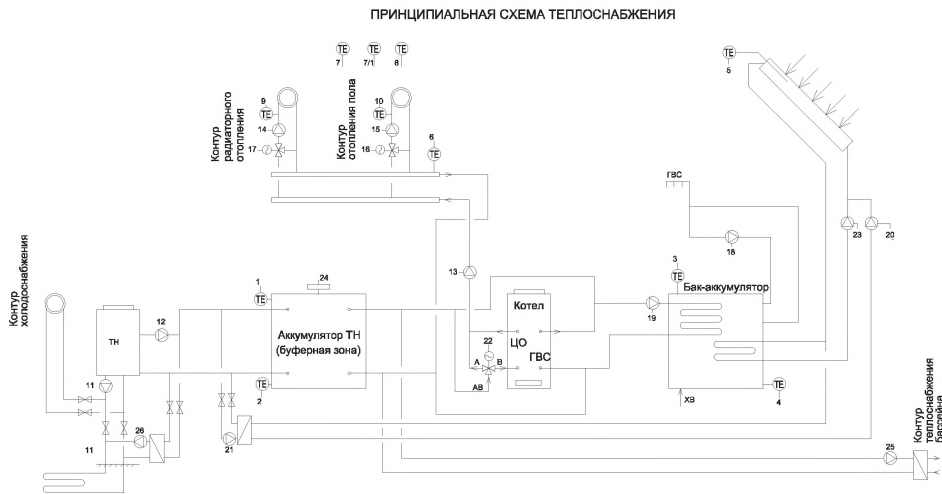 ПРИНЦИПИАЛЬНАЯ СХЕМА ТЕПЛОСНАБЖЕНИЯ
TE
7
TE
7/1
TE
8
TE
5
9
TE
14
17
Контур
радиаторного
отопления
10
TE
15
16
Контур
отопления пола
6
TE
ГВС
18
23
20
Контур
холодоснабжения
ТН
12
11
1
TE
24
Аккумулятор ТН
(буферная зона)
TE
2
13
Котел
ЦО
ГВС
22
A
B
AB
19
3
TE
Бак-аккумулятор
ХВ
TE
4
11
26
21
25
Контур
теплоснабжения
бассейна